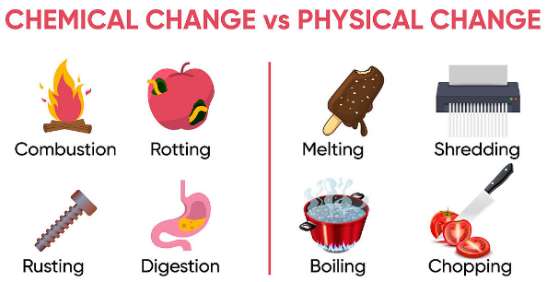 CHEMICAL CHANGE vs PHYSICAL CHANGE
Combustion
Rotting
Melting
Shredding
Rusting
Digestion
Boiling
Chopping